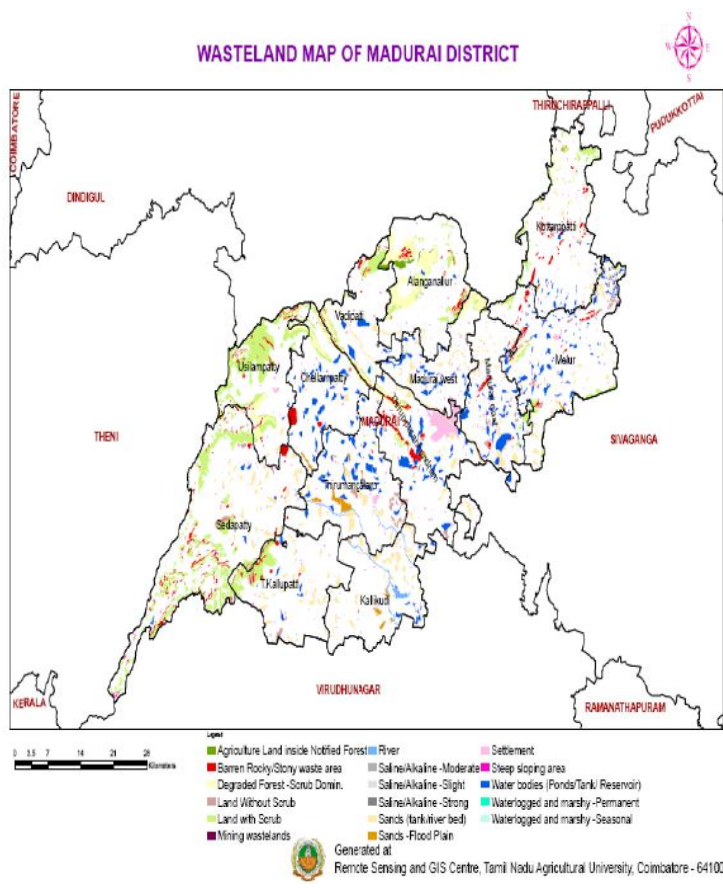 WASTELAND MAP OF MADURAI DISTRICT
N
W
E
S
COIMBATORE
THIRUCHIRAPPALLI
PUDUKKOTTAI
DINDIGUL
Kottampatti
Alanganallur
Vadipatti
Melur
Usilampatty
Chellampatty
Madurai west
MADURAI
THENI
SIVAGANGA
Thirumangalam
Sedapatty
T.Kallupatty
Kallikudi
VIRUDHUNAGAR
KERALA
RAMANATHAPURAM
Legend
0 3.5 7 14 21 28
Kilometers
Agriculture Land inside Notified Forest
Barren Rocky/Stony waste area
Degraded Forest -Scrub Domin.
Land Without Scrub
Land with Scrub
Mining wastelands
River
Saline/Alkaline -Moderate
Saline/Alkaline -Slight
Saline/Alkaline -Strong
Sands (tank/river bed)
Sands -Flood Plain
Settlement
Steep sloping area
Water bodies (Ponds/Tank/ Reservoir)
Waterlogged and marshy -Permanent
Waterlogged and marshy -Seasonal
Generated at
Remote Sensing and GIS Centre, Tamil Nadu Agricultural University, Coimbatore - 64100